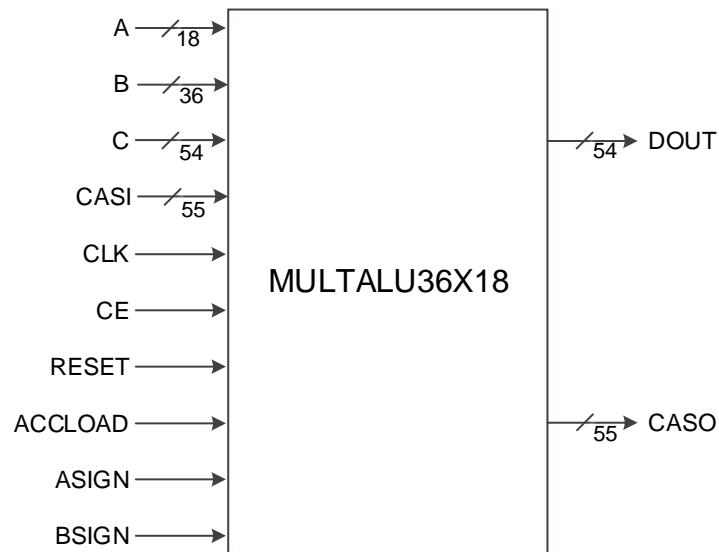 A
18
B
36
C
54
DOUT
54
CASI
55
CLK
MULTALU36X18
CE
RESET
ACCLOAD
CASO
55
ASIGN
BSIGN